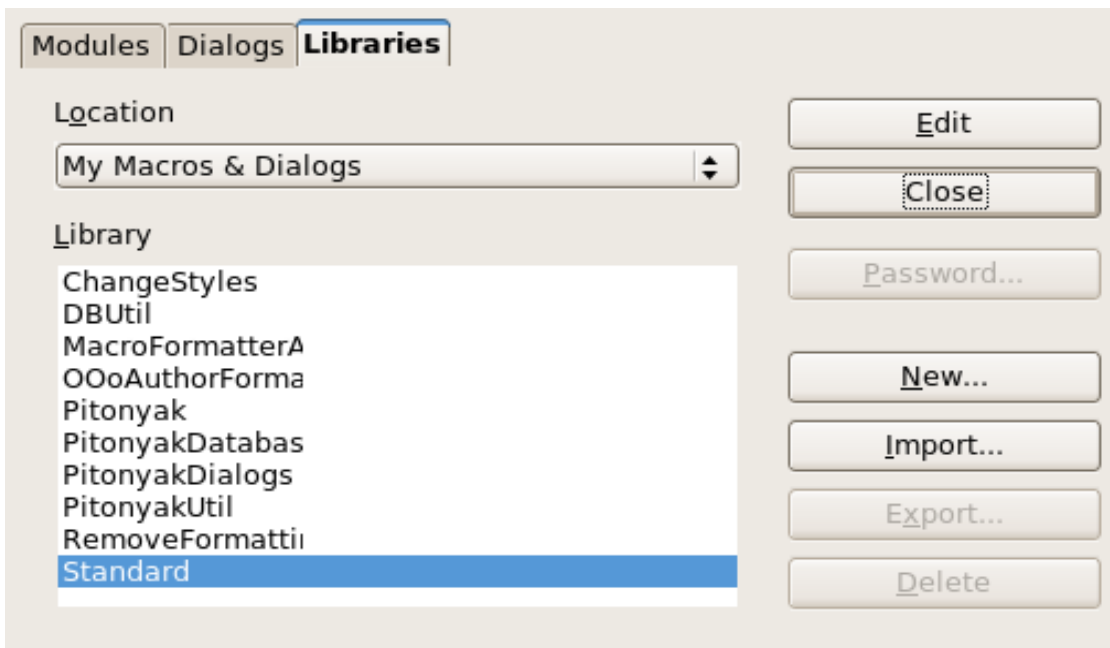 Modules Dialogs Libraries
Location
My Macros & Dialogs
Library
ChangeStyles
DBUtil
MacroFormatterA
OOoAuthorForma
Pitonyak
PitonyakDatabas
PitonyakDialogs
PitonyakUtil
RemoveFormatti
Standard
Edit
Close
Password...
New...
Import...
Export...
Delete